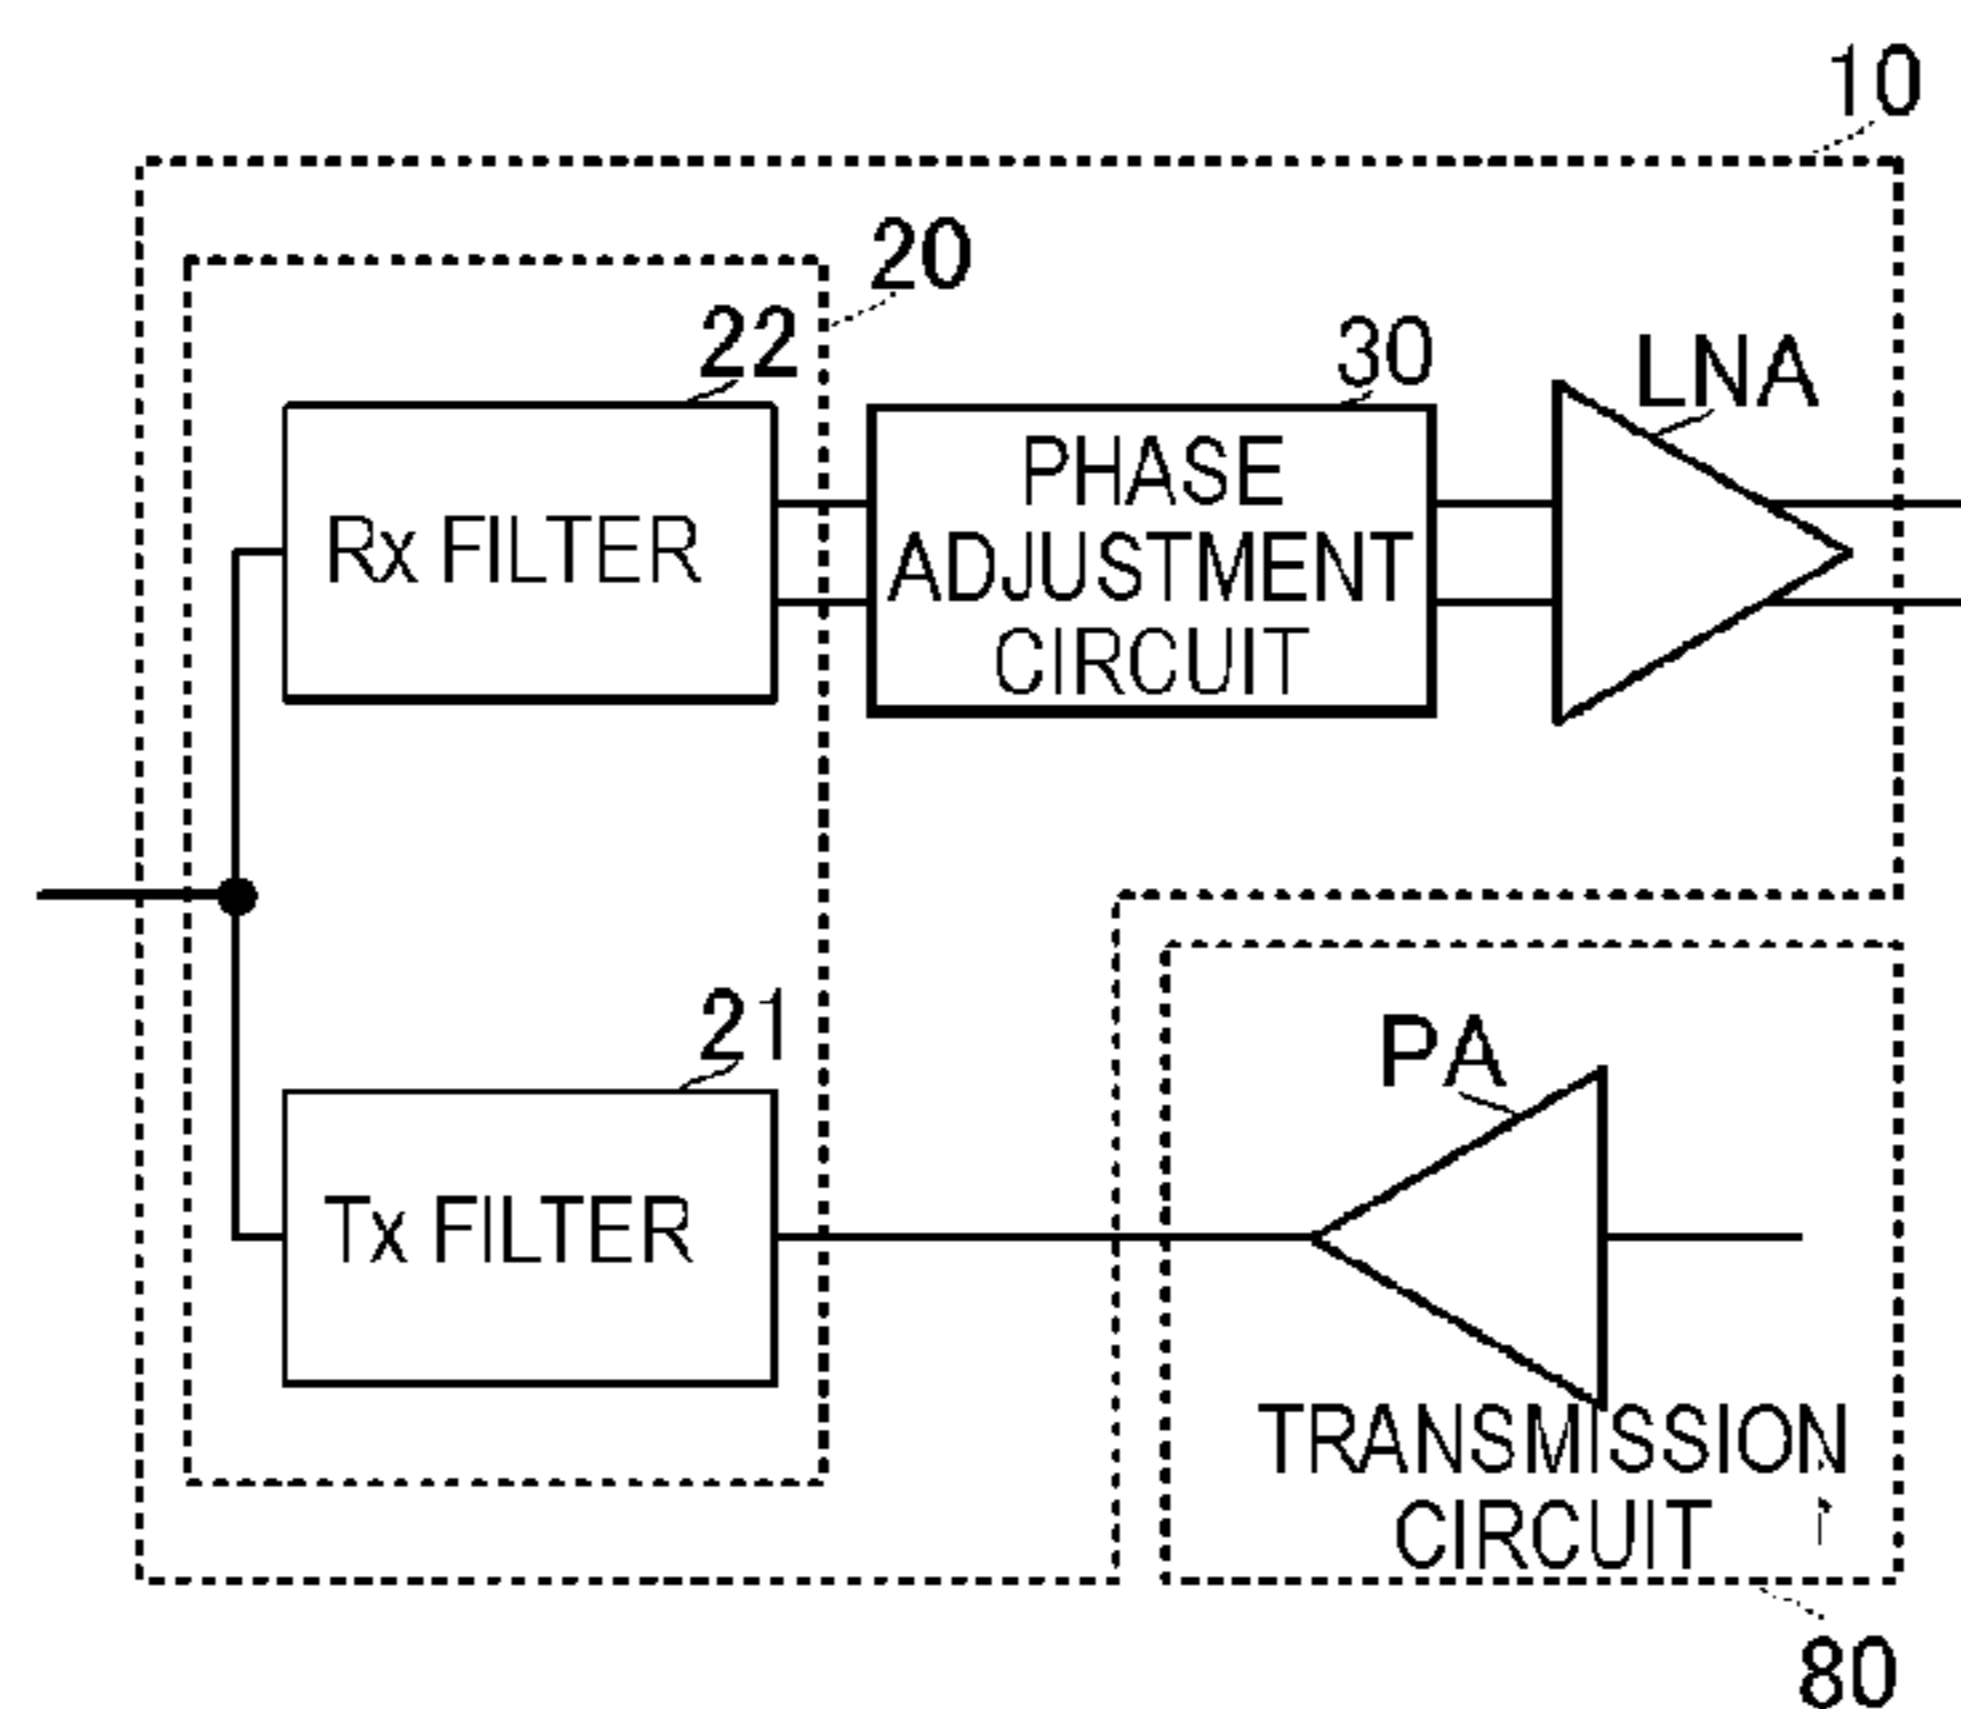 10
20
22
30
LNA
Rx FILTER
PHASE
ADJUSTMENT
CIRCUIT
21
PA
Tx FILTER
TRANSMISSION
CIRCUIT
80